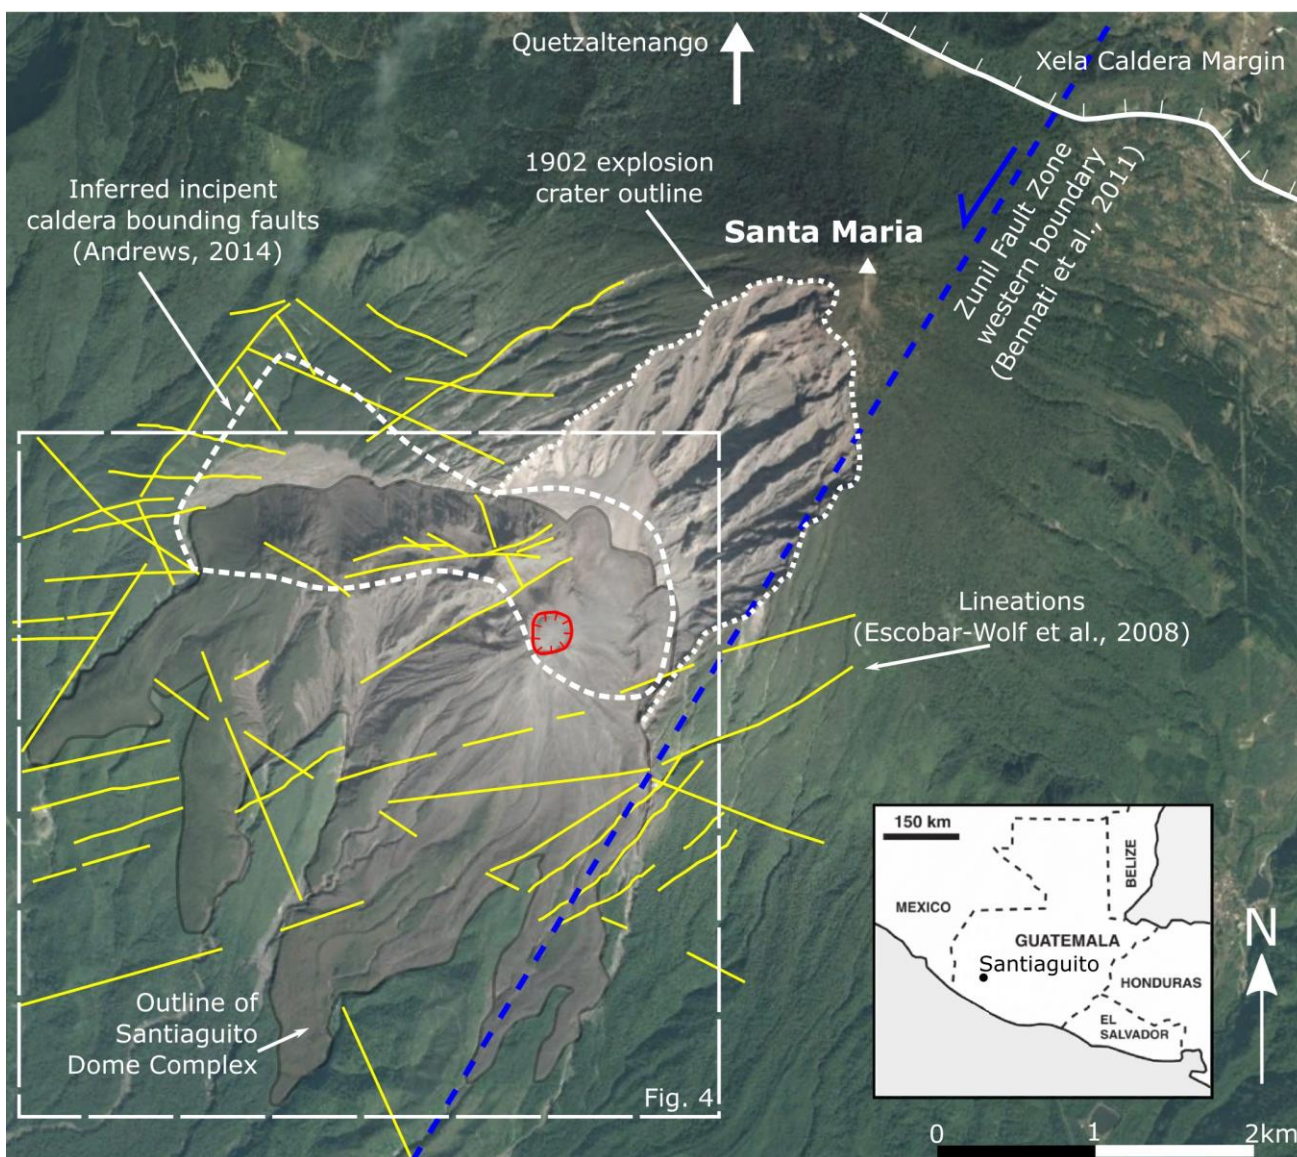 Quetzaltenango
Xela Caldera Margin
1902 explosion
crater outline
Inferred incipent
caldera bounding faults
(Andrews, 2014)
Santa Maria
Zunil Fault Zone
western boundary
(Bennati et al., 2011)
Lineations
(Escobar-Wolf et al., 2008)
150 km
BELIZE
MEXICO
GUATEMALA
Santiaguito
HONDURAS
EL
SALVADOR
N
Outline of
Santiaguito
Dome Complex
Fig. 4
0 1 2km